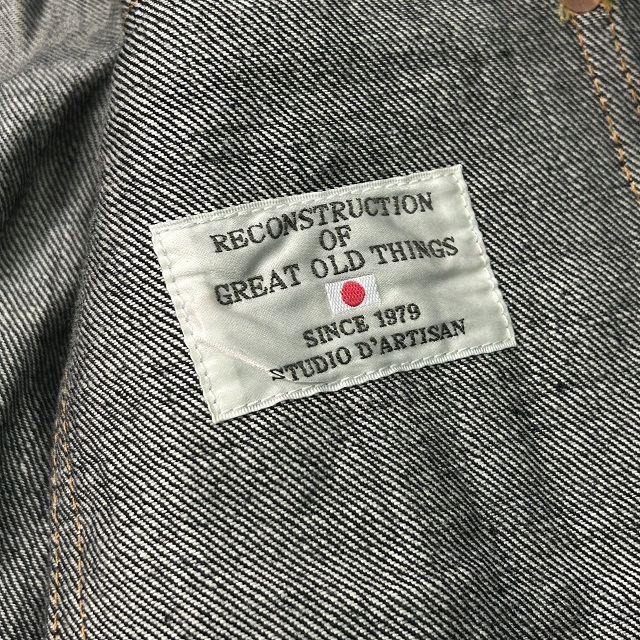 RECONSTRUCTION
OF
GREAT OLD THINGS
SINCE 1979
STUDIO D'ARTISAN